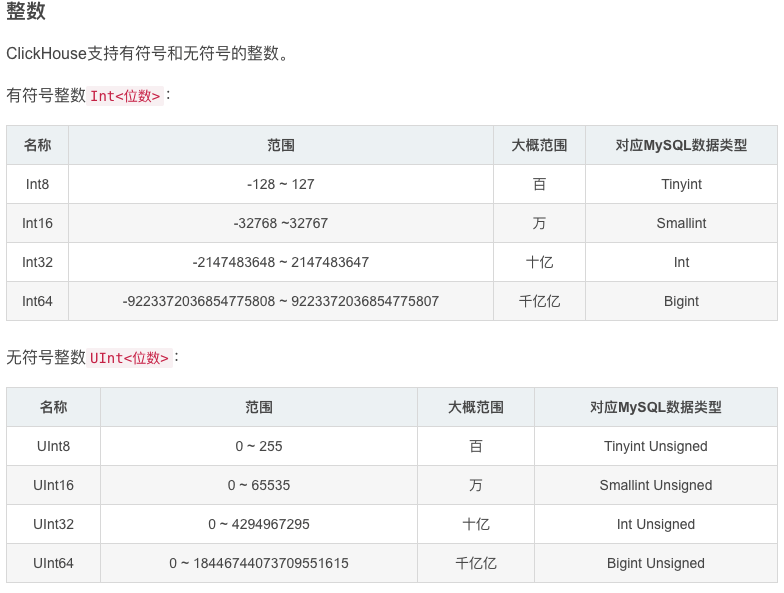 整数
ClickHouse支持有符号和无符号的整数。
有符号整数 Int<位数> ：
名称 范围 大概范围 对应MySQL数据类型
Int8 -128 ~ 127 百 Tinyint
Int16 -32768 ~32767 万 Smallint
Int32 -2147483648 ~ 2147483647 十亿 Int
Int64 -9223372036854775808 ~ 9223372036854775807 千亿亿 Bigint
无符号整数 UInt<位数> ：
名称 范围 大概范围 对应MySQL数据类型
UInt8 0 ~ 255 百 Tinyint Unsigned
UInt16 0 ~ 65535 万 Smallint Unsigned
UInt32 0 ~ 4294967295 十亿 Int Unsigned
UInt64 0 ~ 18446744073709551615 千亿亿 Bigint Unsigned